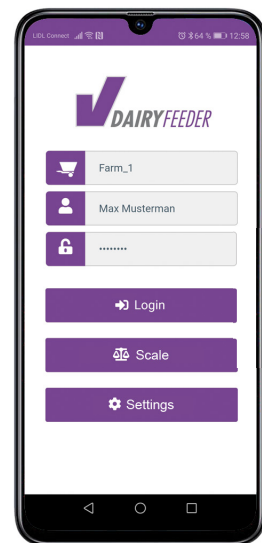 LIDL Connect 64 % 12:58
DAIRYFEEDER
Farm_1
Max Musterman
••••••••
Login
Scale
Settings